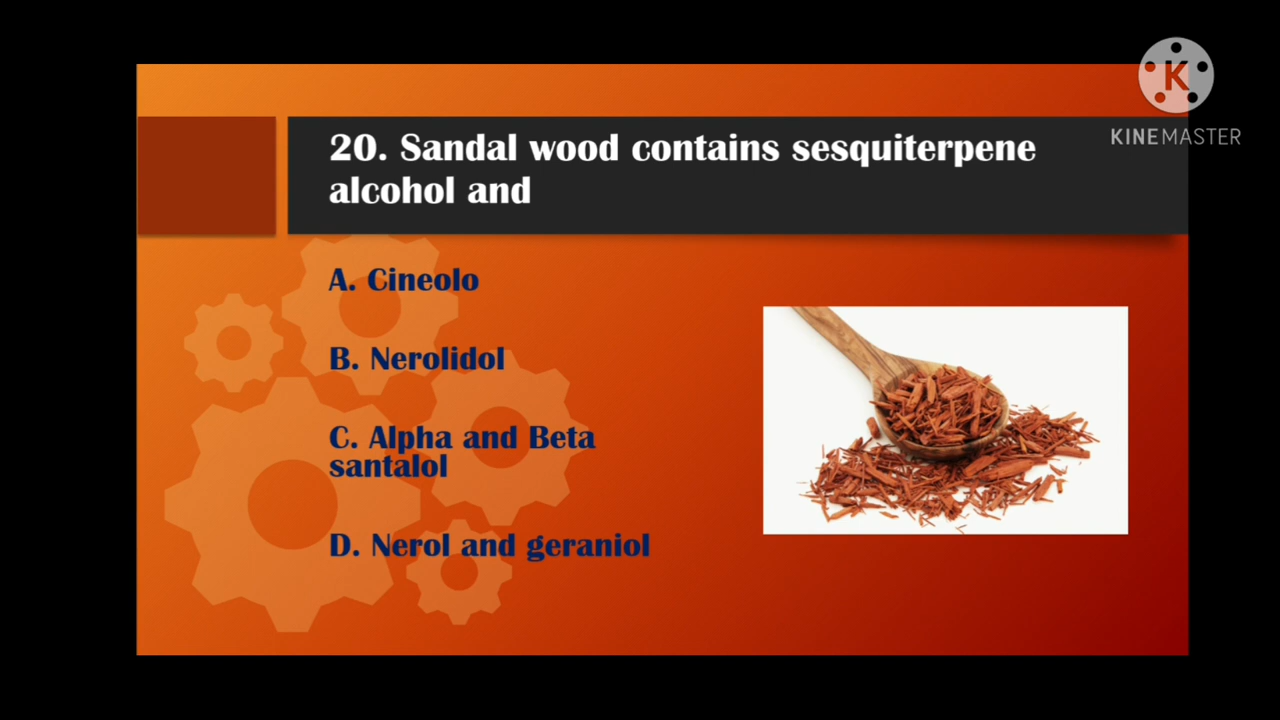 K
KINEMASTER
20. Sandal wood contains sesquiterpene
alcohol and
A. Cineolo
B. Nerolidol
C. Alpha and Beta
santalol
D. Nerol and geraniol